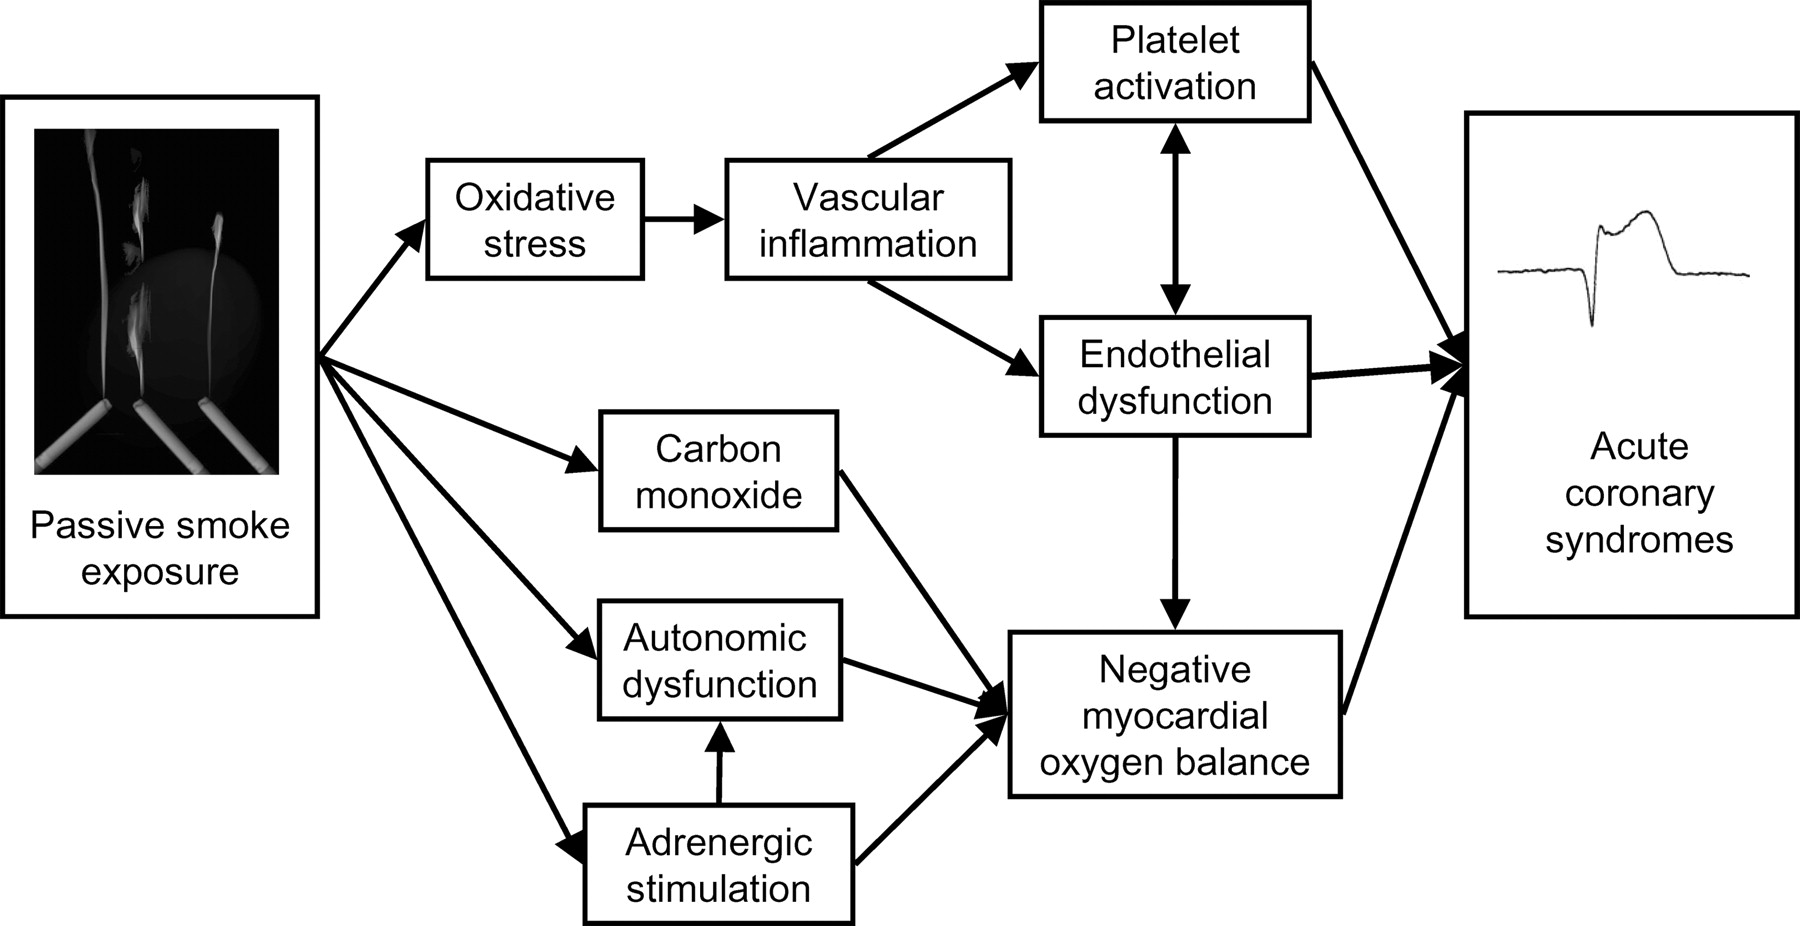 Passive smoke
exposure
Oxidative
stress
Vascular
inflammation
Platelet
activation
Endothelial
dysfunction
Carbon
monoxide
Autonomic
dysfunction
Adrenergic
stimulation
Negative
myocardial
oxygen balance
Acute
coronary
syndromes